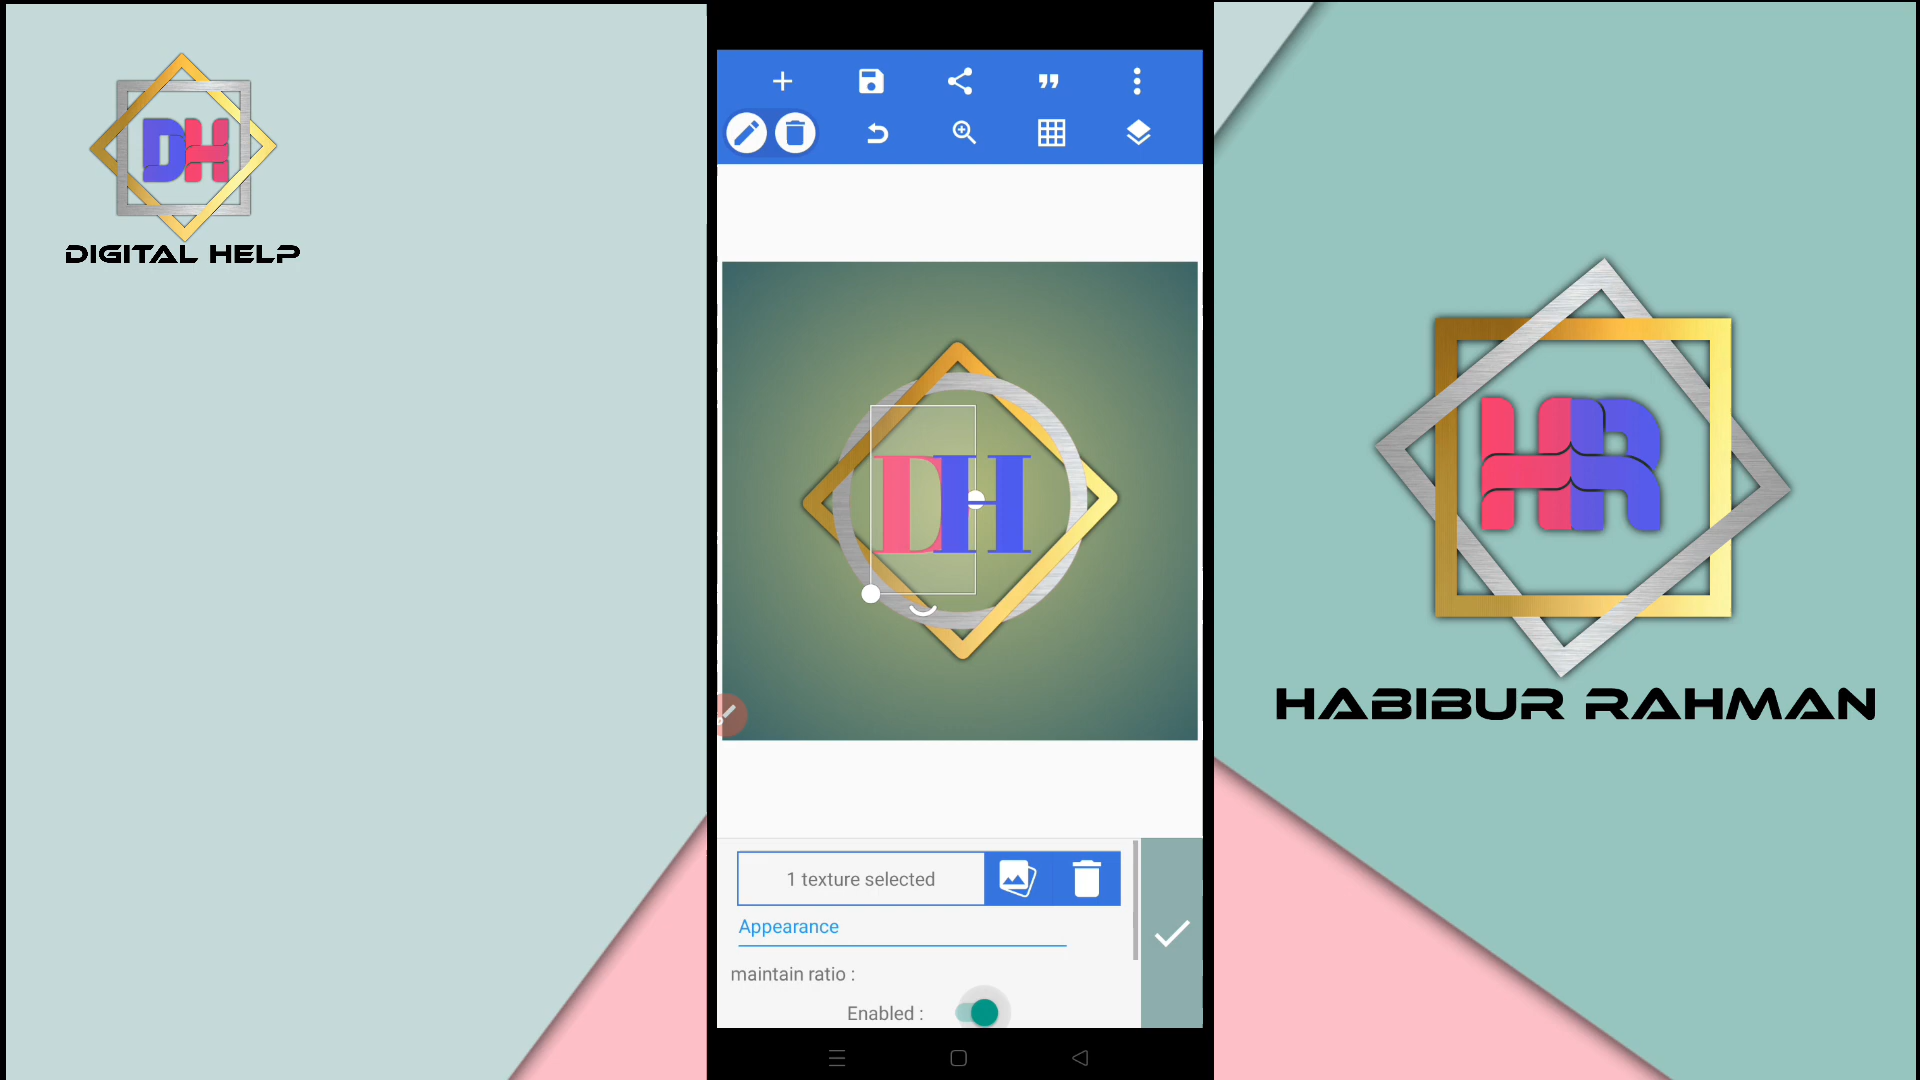 DH
DIGITAL HELP
DH
1 texture selected
Appearance
maintain ratio :
Enabled :
HR
HABIBUR RAHMAN